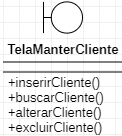 TelaManterCliente
+inserirCliente()
+buscarCliente()
+alterarCliente()
+excluirCliente()